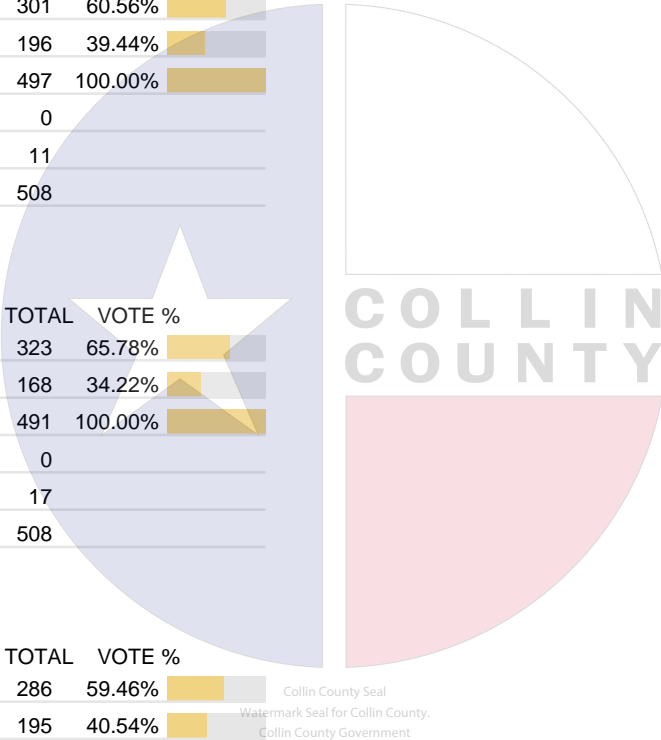 301 60.56%
196 39.44%
497 100.00%
0
11
508
TOTAL VOTE %
323 65.78%
168 34.22%
491 100.00%
0
17
508
COLLIN
COUNTY
TOTAL VOTE %
286 59.46%
195 40.54%
Collin County Seal
Watermark Seal for Collin County.
Collin County Government